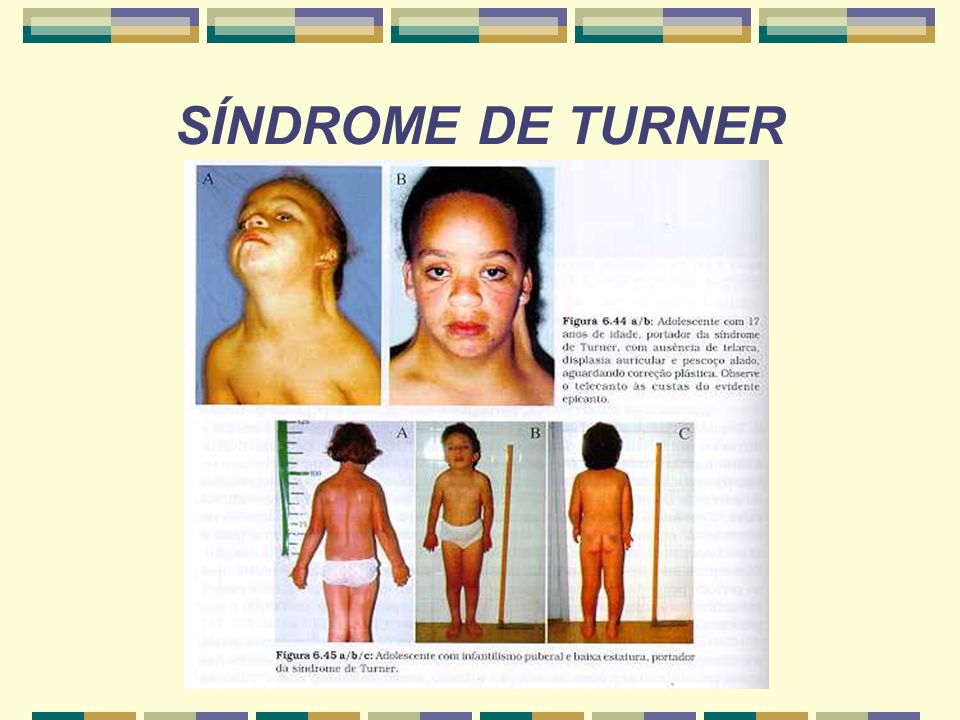 SÍNDROME DE TURNER
A
B
Figura 6.44 a/b: Adolescente com 17
anos de idade, portador da síndrome
de Turner, com ausência de telarca,
displasia auricular e pescoço alado,
aguardando correção plástica. Observe
o telecanto às custas do evidente
epicanto.
A
B
C
100
75
Figura 6.45 a/b/c: Adolescente com infantilismo puberal e baixa estatura, portador
da síndrome de Turner.